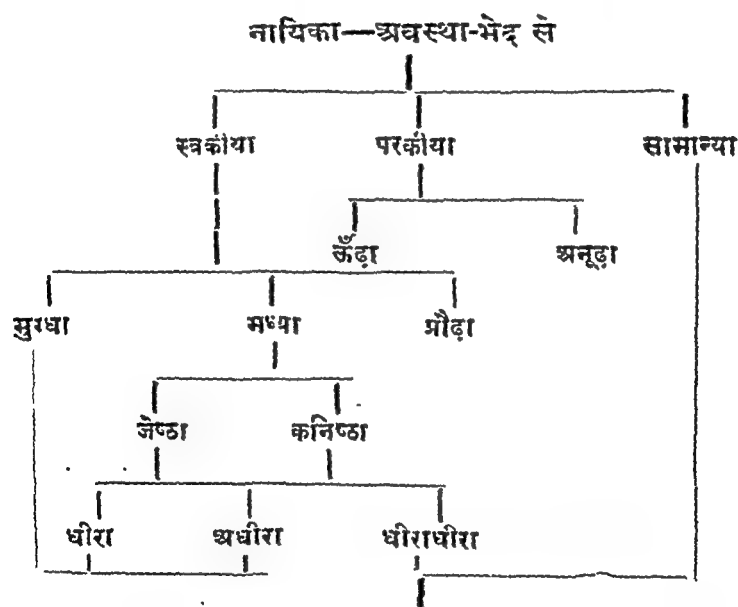 नायिका—अवस्था-भेद से
स्वकीया परकीया सामान्या
ऊँढ़ा अनूढ़ा
मुग्धा मध्या प्रौढ़ा
जेष्ठा कनिष्ठा
धीरा अधीरा धीराधीरा